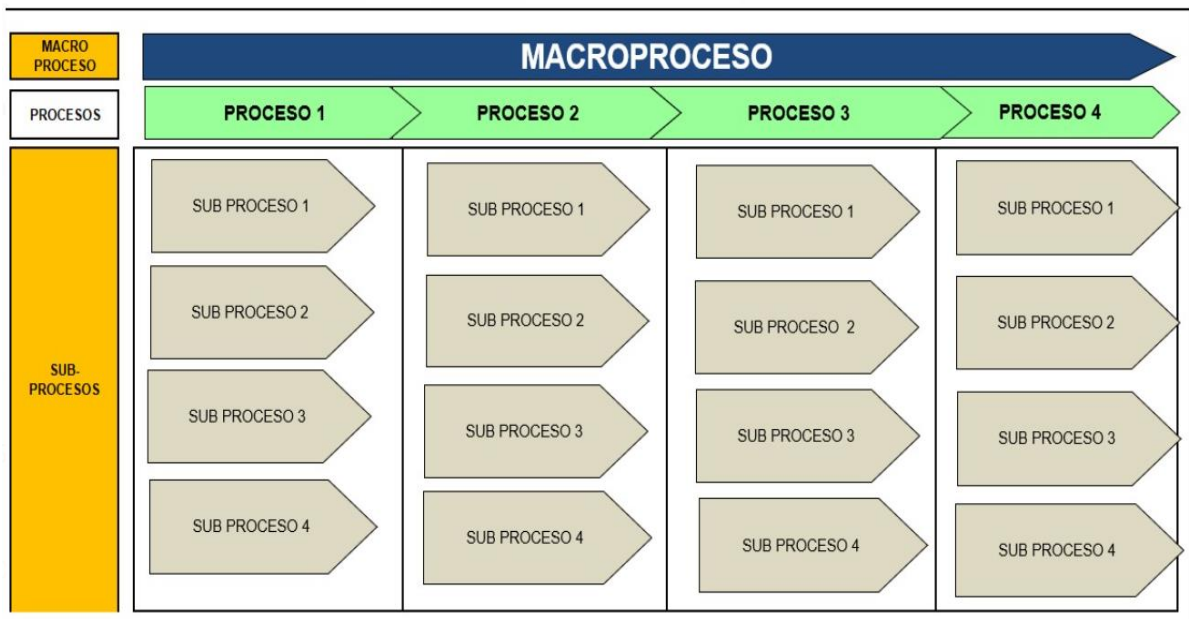 MACRO
PROCESO
MACROPROCESO
PROCESOS
PROCESO 1
PROCESO 2
PROCESO 3
PROCESO 4
SUB-
PROCESOS
SUB PROCESO 1
SUB PROCESO 1
SUB PROCESO 1
SUB PROCESO 1
SUB PROCESO 2
SUB PROCESO 2
SUB PROCESO 2
SUB PROCESO 2
SUB PROCESO 3
SUB PROCESO 3
SUB PROCESO 3
SUB PROCESO 3
SUB PROCESO 4
SUB PROCESO 4
SUB PROCESO 4
SUB PROCESO 4